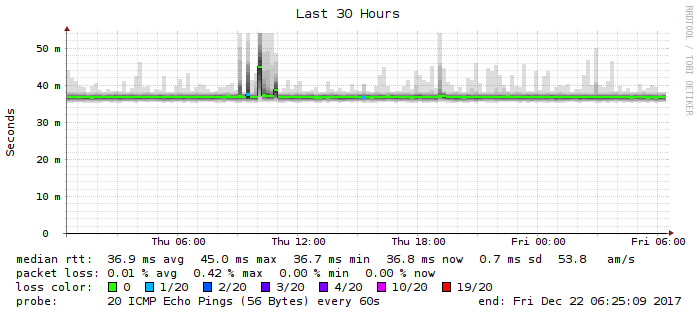 Last 30 Hours
RRDTOOL / TOBI OETIKER
Seconds
50 m
40 m
30 m
20 m
10 m
0
Thu 06:00 Thu 12:00 Thu 18:00 Fri 00:00 Fri 06:00
median rtt: 36.9 ms avg 45.0 ms max 36.7 ms min 36.8 ms now 0.7 ms sd 53.8 am/s
packet loss: 0.01 % avg 0.42 % max 0.00 % min 0.00 % now
loss color: 0 1/20 2/20 3/20 4/20 10/20 19/20
probe: 20 ICMP Echo Pings (56 Bytes) every 60s end: Fri Dec 22 06:25:09 2017